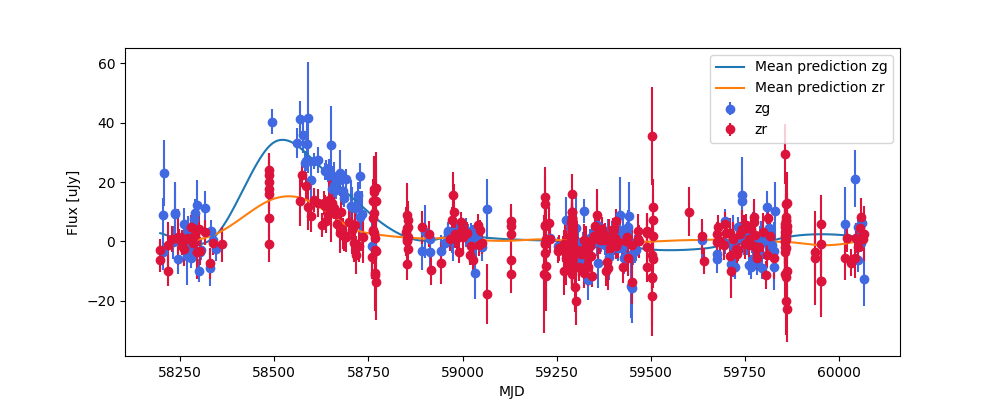 60
40
20
0
−20
Flux [uJy]
58250 58500 58750 59000 59250 59500 59750 60000
MJD
Mean prediction zg
Mean prediction zr
zg
zr